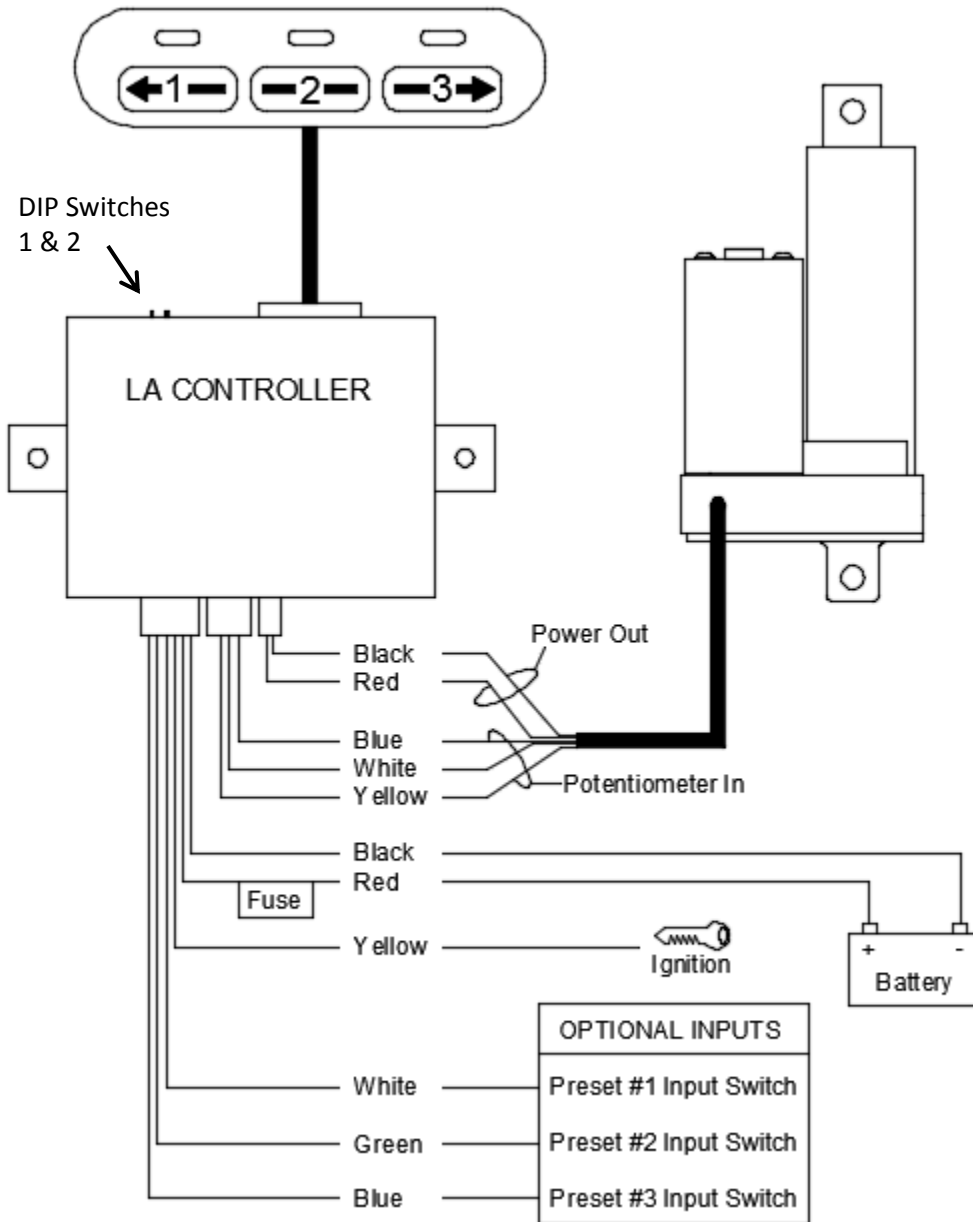 1 2 3
DIP Switches
1 & 2
LA CONTROLLER
Power Out
Black
Red
Blue
White
Yellow
Potentiometer In
Black
Red
Fuse
Yellow
Ignition
+ -
Battery
OPTIONAL INPUTS
White Preset #1 Input Switch
Green Preset #2 Input Switch
Blue Preset #3 Input Switch